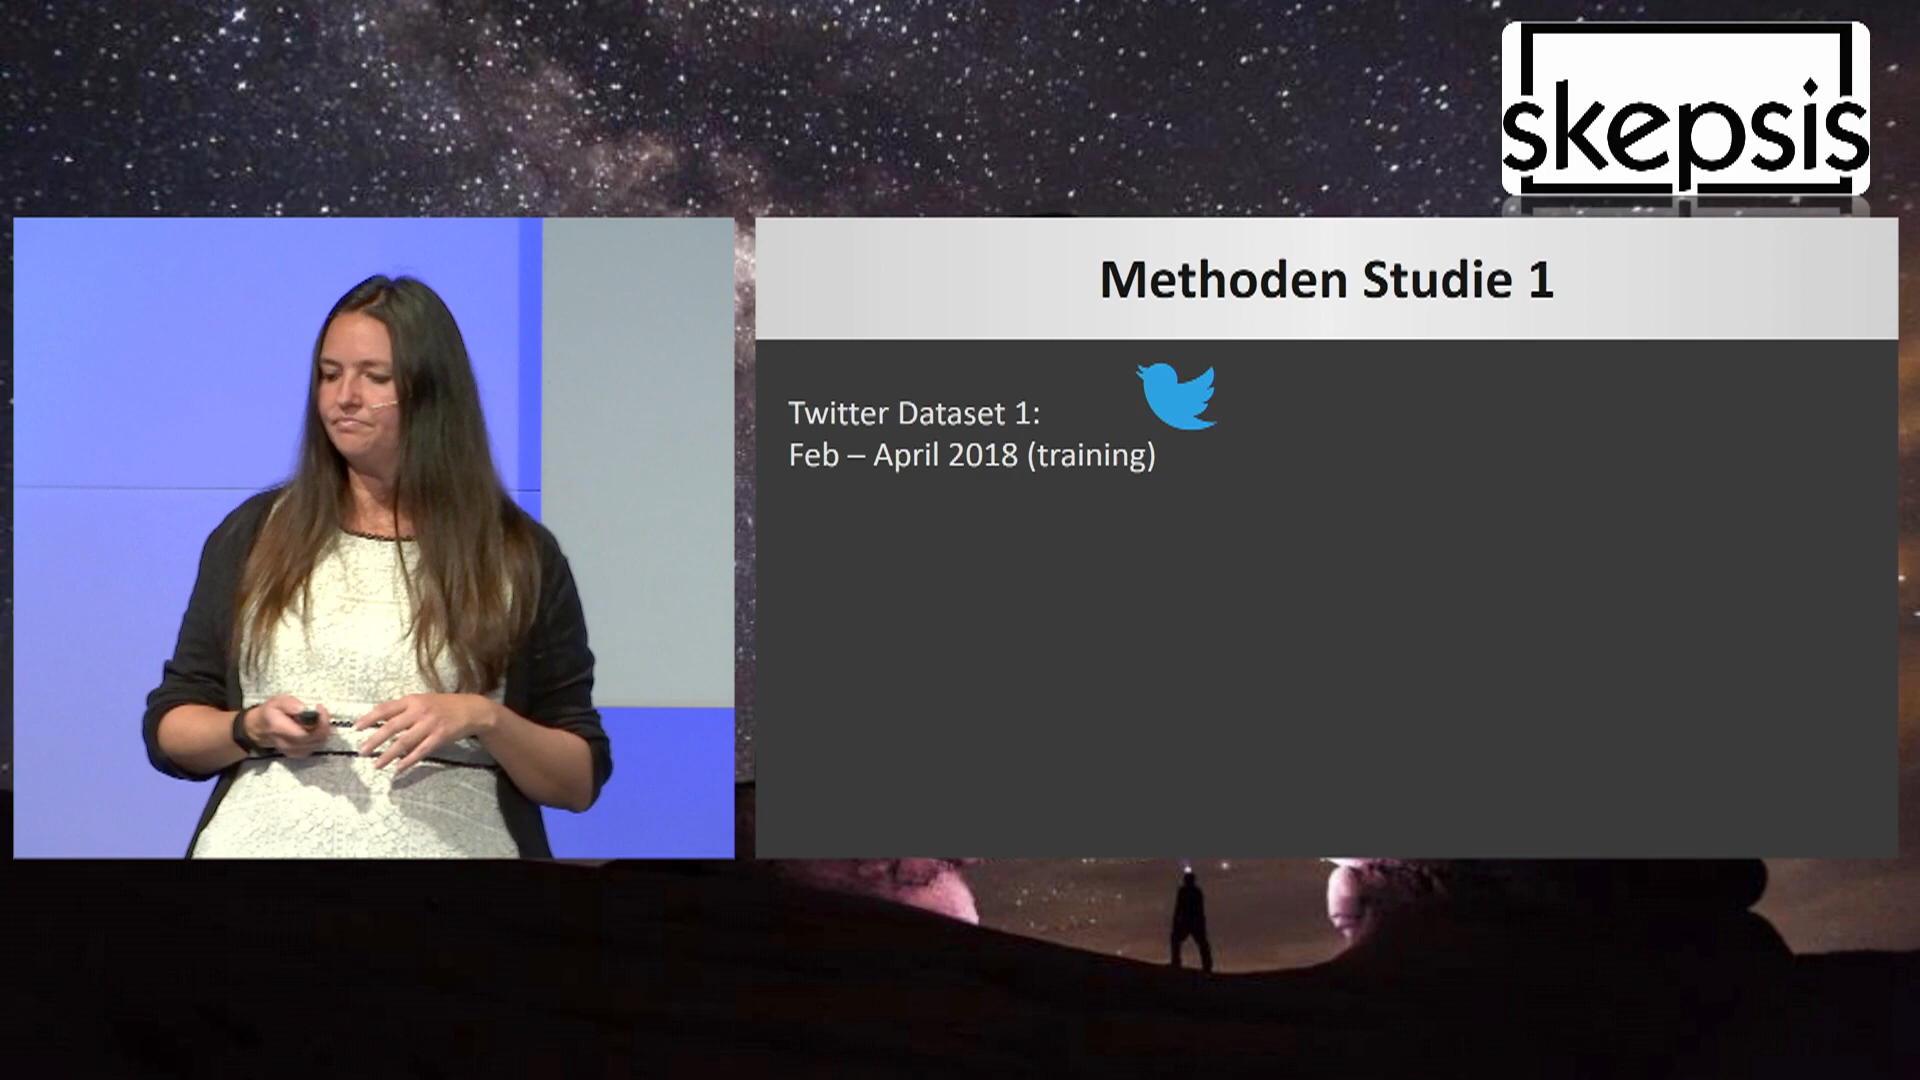 skepsis
Methoden Studie 1
Twitter Dataset 1:
Feb – April 2018 (training)